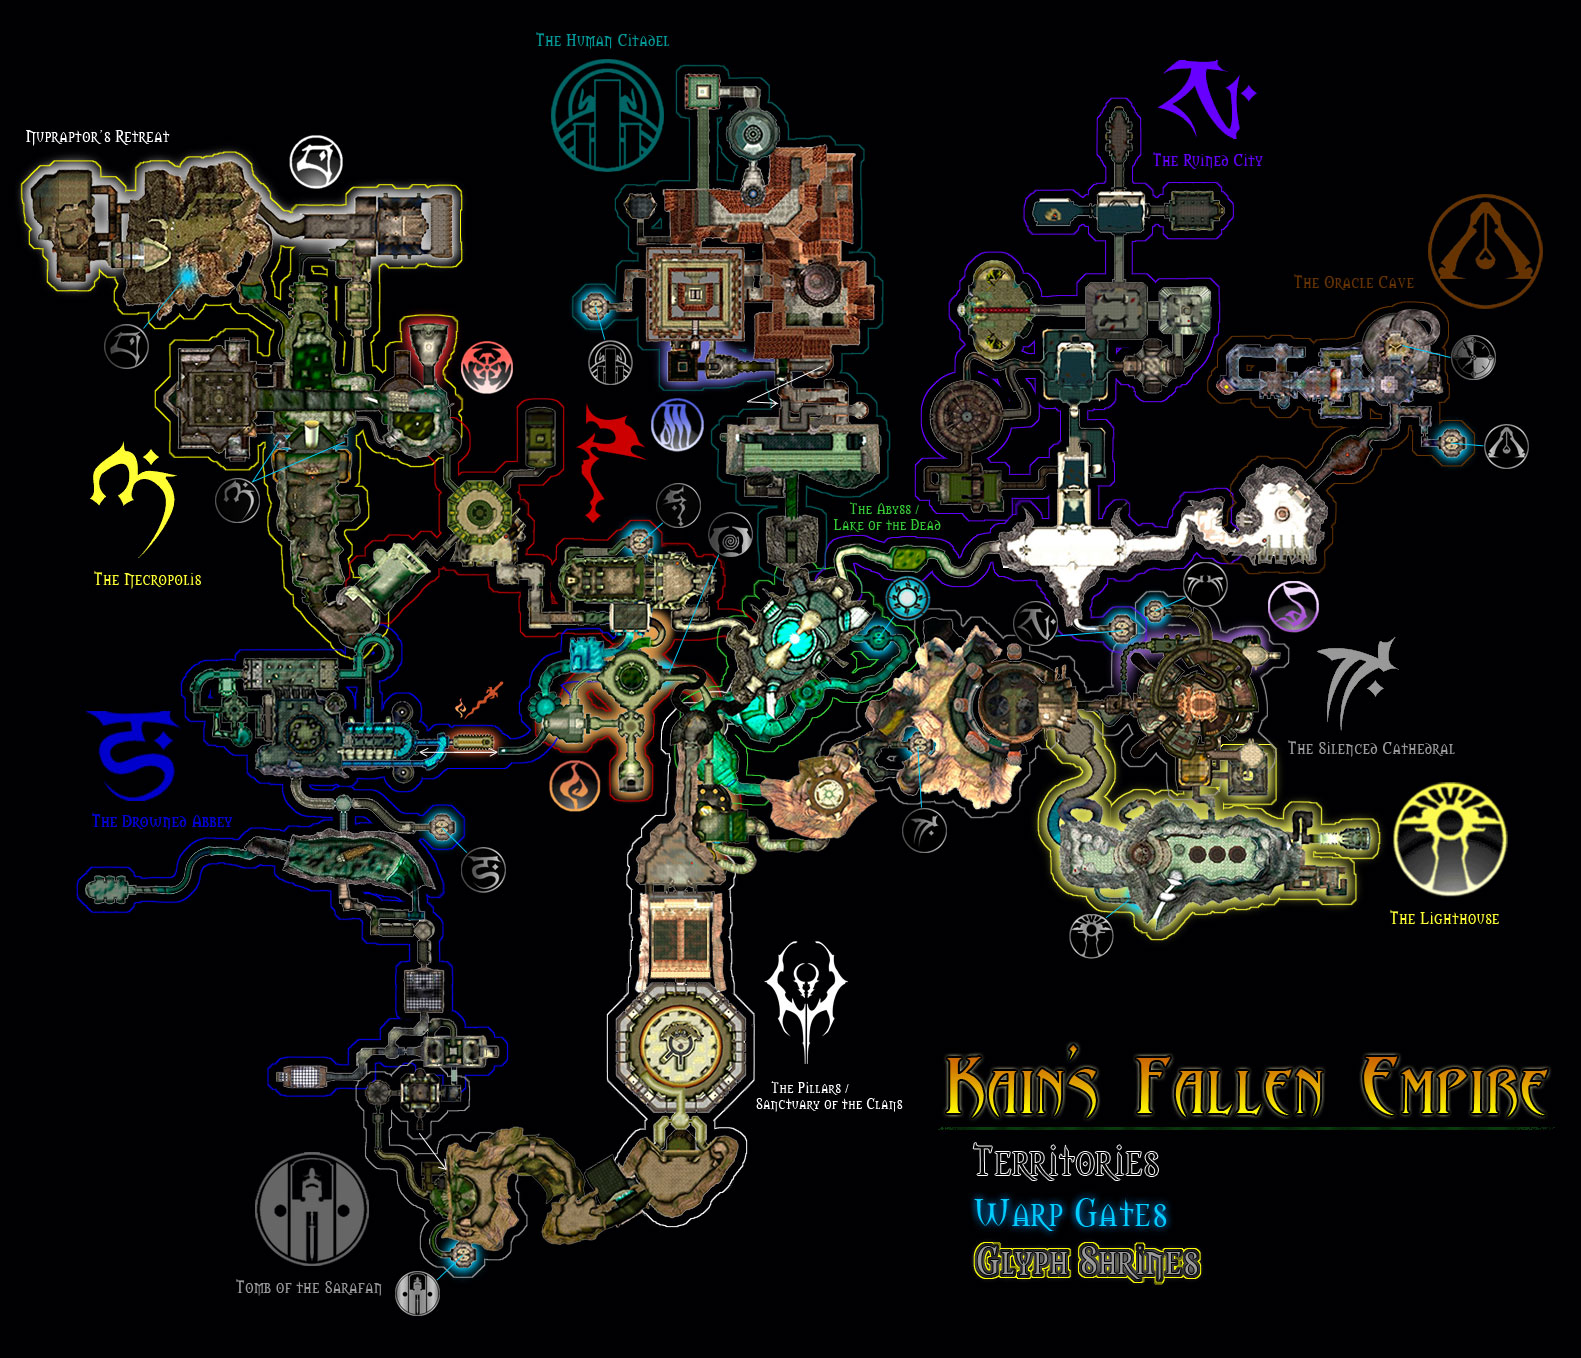 The Human Citadel
Nupraptor's Retreat
The Ruined City
The Oracle Cave
The Abyss /
Lake of the Dead
The Necropolis
The Silenced Cathedral
The Drowned Abbey
The Lighthouse
The Pillars /
Sanctuary of the Clans
Tomb of the Sarafan
Kain's Fallen Empire
Territories
Warp Gates
Glyph Shrines